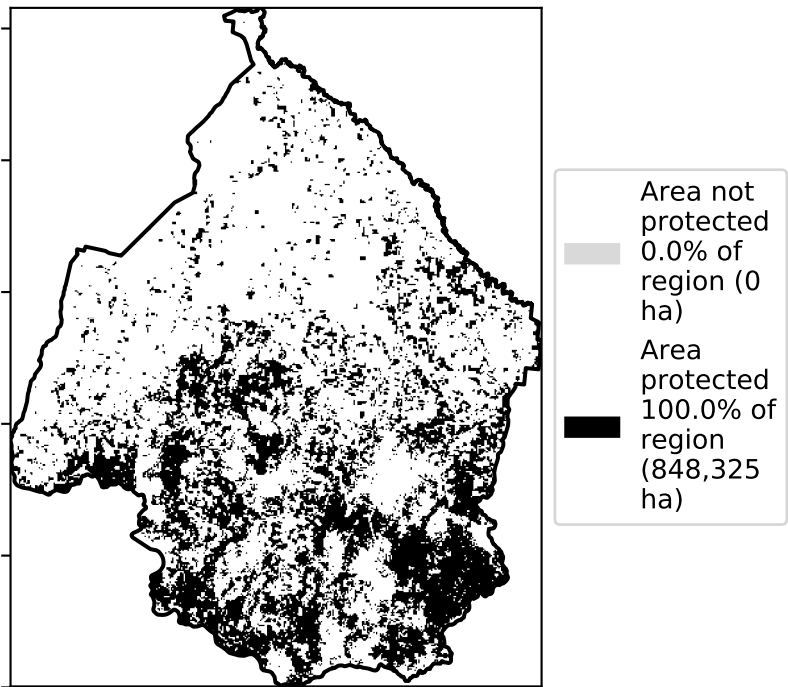 Area not
protected
0.0% of
region (0
ha)
Area
protected
100.0% of
region
(848,325
ha)